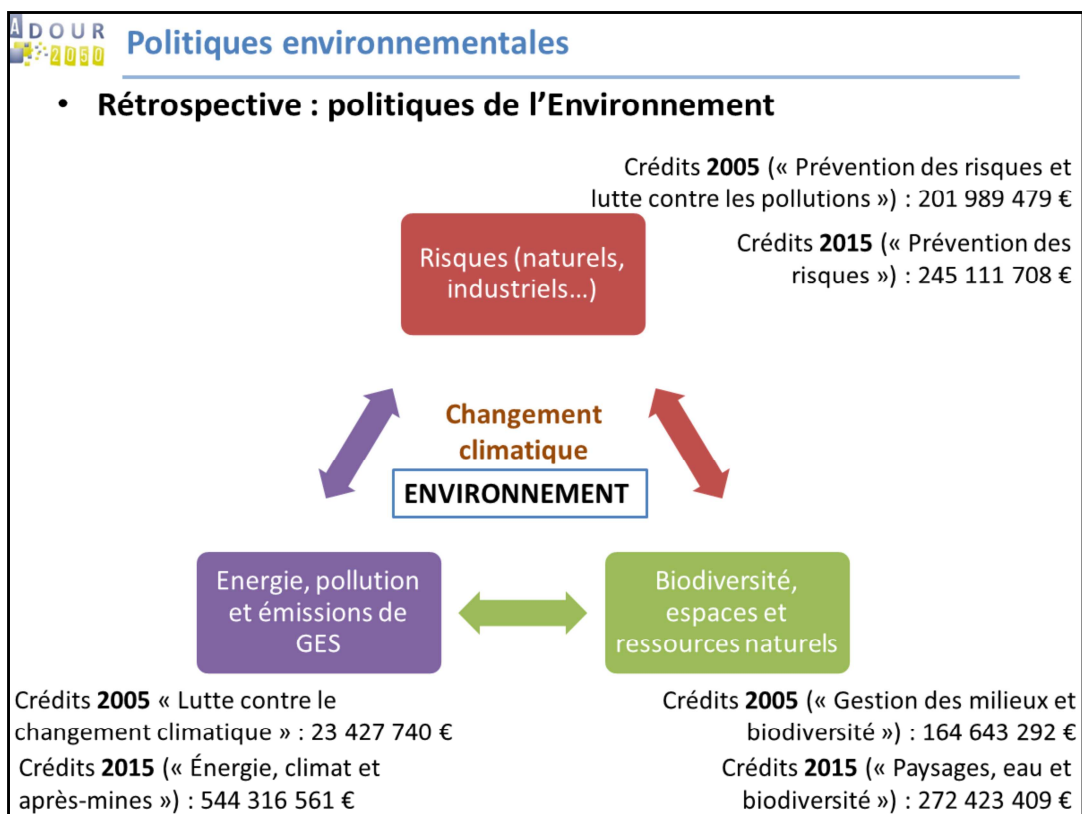 ADOUR
2050
Politiques environnementales
• Rétrospective : politiques de l’Environnement
Crédits 2005 (« Prévention des risques et
lutte contre les pollutions ») : 201 989 479 €
Crédits 2015 (« Prévention des
risques ») : 245 111 708 €
Risques (naturels,
industriels…)
Changement
climatique
ENVIRONNEMENT
Energie, pollution
et émissions de
GES
Biodiversité,
espaces et
ressources naturels
Crédits 2005 « Lutte contre le
changement climatique » : 23 427 740 €
Crédits 2015 (« Énergie, climat et
après-mines ») : 544 316 561 €
Crédits 2005 (« Gestion des milieux et
biodiversité ») : 164 643 292 €
Crédits 2015 (« Paysages, eau et
biodiversité ») : 272 423 409 €